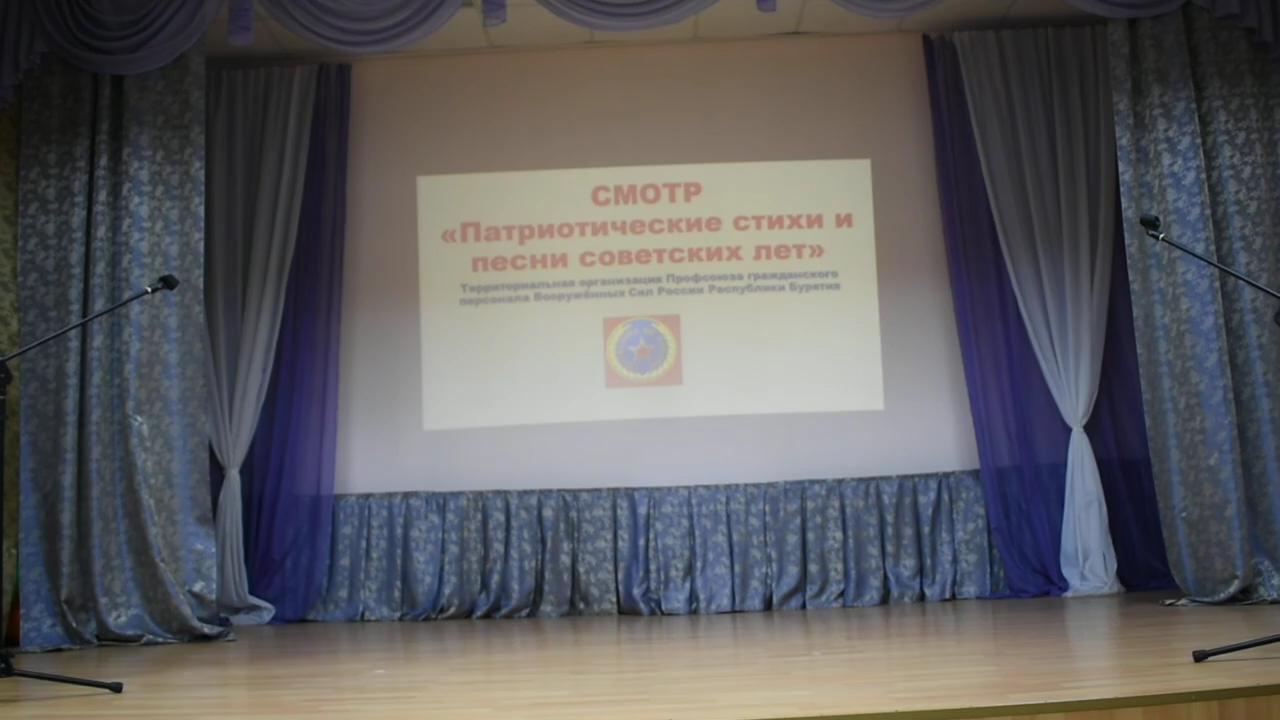 СМОТР
«Патриотические стихи и
песни советских лет»
Территориальная организация Профсоюза гражданского
персонала Вооружённых Сил России Республики Бурятия